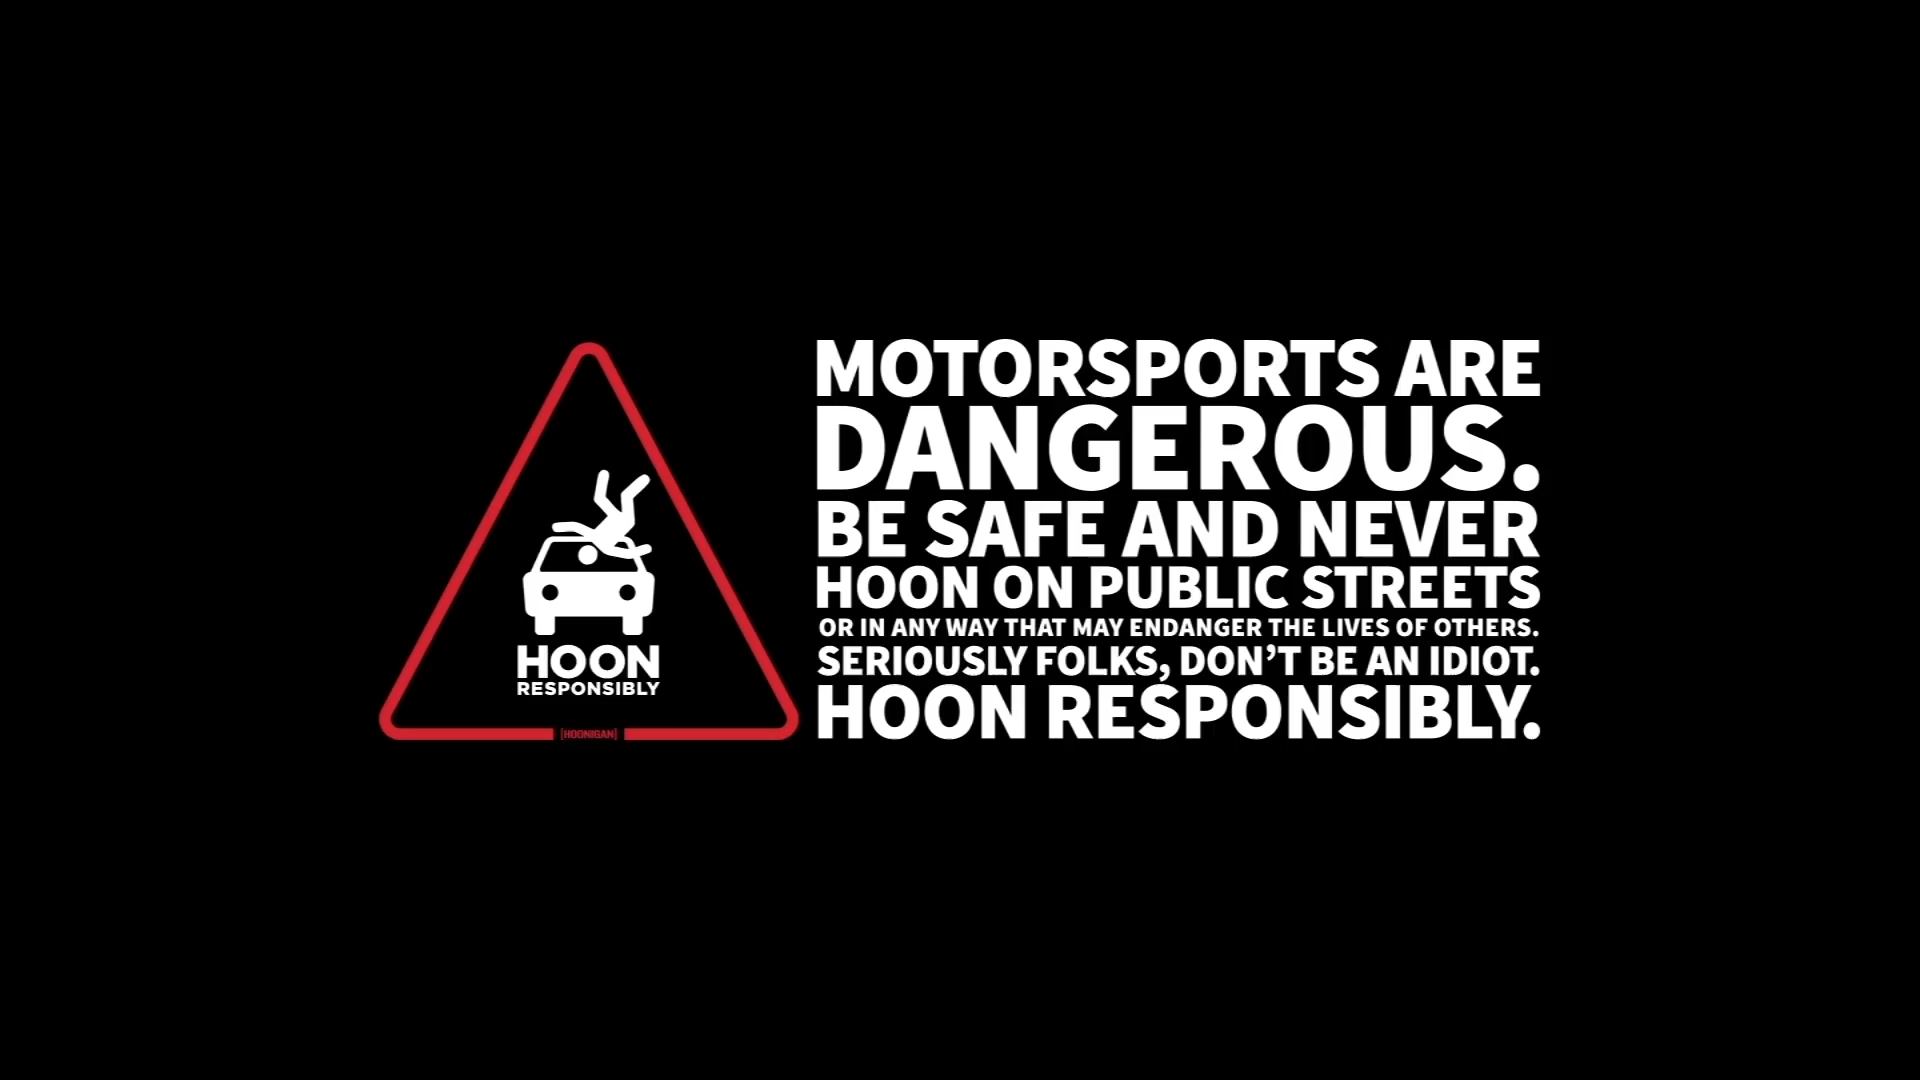 HOON
RESPONSIBLY
[HOONIGAN]
MOTORSPORTS ARE
DANGEROUS.
BE SAFE AND NEVER
HOON ON PUBLIC STREETS
OR IN ANY WAY THAT MAY ENDANGER THE LIVES OF OTHERS.
SERIOUSLY FOLKS, DON'T BE AN IDIOT.
HOON RESPONSIBLY.